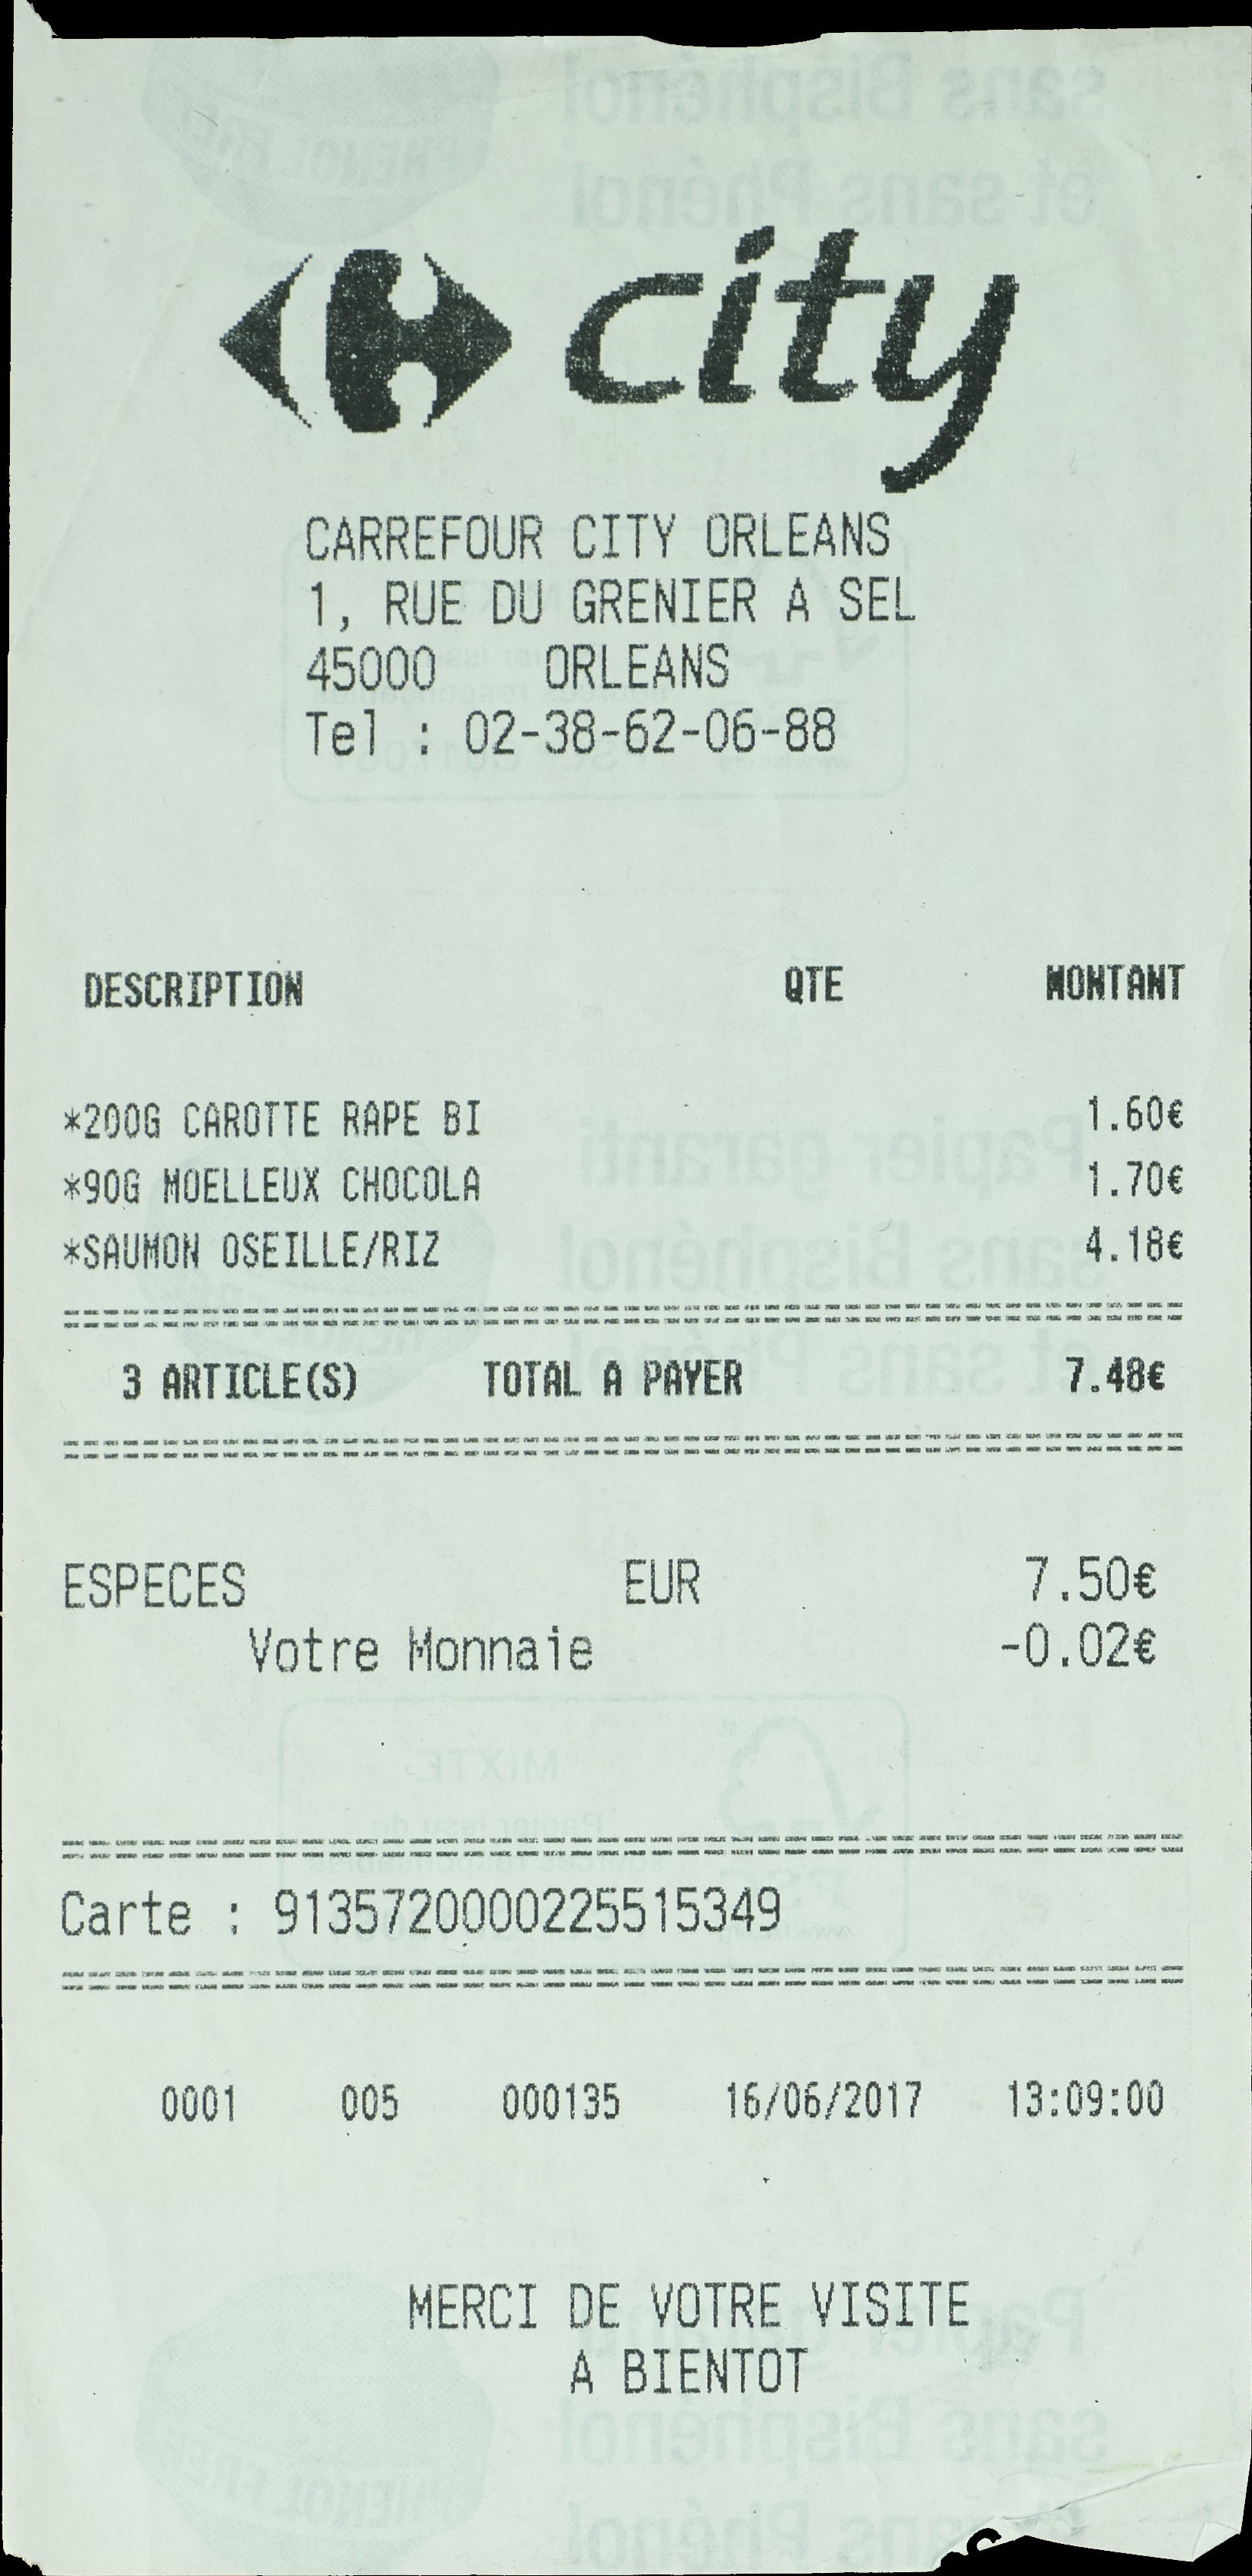 city
CARREFOUR CITY ORLEANS
1, RUE DU GRENIER A SEL
45000 ORLEANS
Tel : 02-38-62-06-88
DESCRIPTION QTE MONTANT
*200G CAROTTE RAPE BI 1.60€
*90G MOELLEUX CHOCOLA 1.70€
*SAUMON OSEILLE/RIZ 4.18€
3 ARTICLE(S) TOTAL A PAYER 7.48€
ESPECES EUR 7.50€
Votre Monnaie -0.02€
Carte : 9135720000225515349
0001 005 000135 16/06/2017 13:09:00
MERCI DE VOTRE VISITE
A BIENTOT